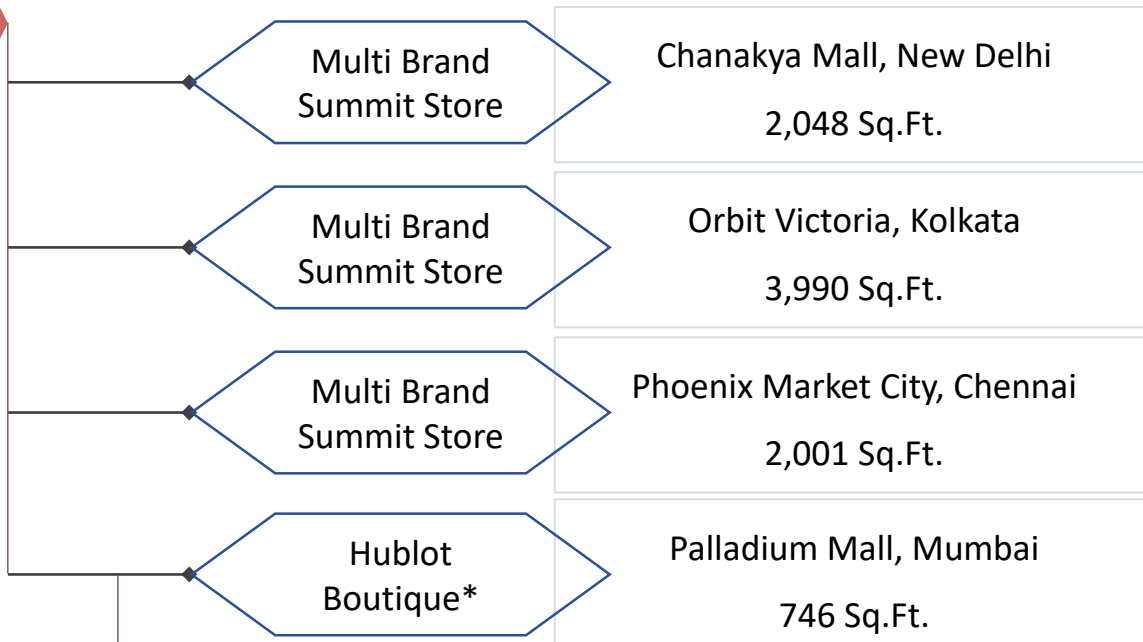 Multi Brand
Summit Store
Chanakya Mall, New Delhi
2,048 Sq.Ft.
Multi Brand
Summit Store
Orbit Victoria, Kolkata
3,990 Sq.Ft.
Multi Brand
Summit Store
Phoenix Market City, Chennai
2,001 Sq.Ft.
Hublot
Boutique*
Palladium Mall, Mumbai
746 Sq.Ft.